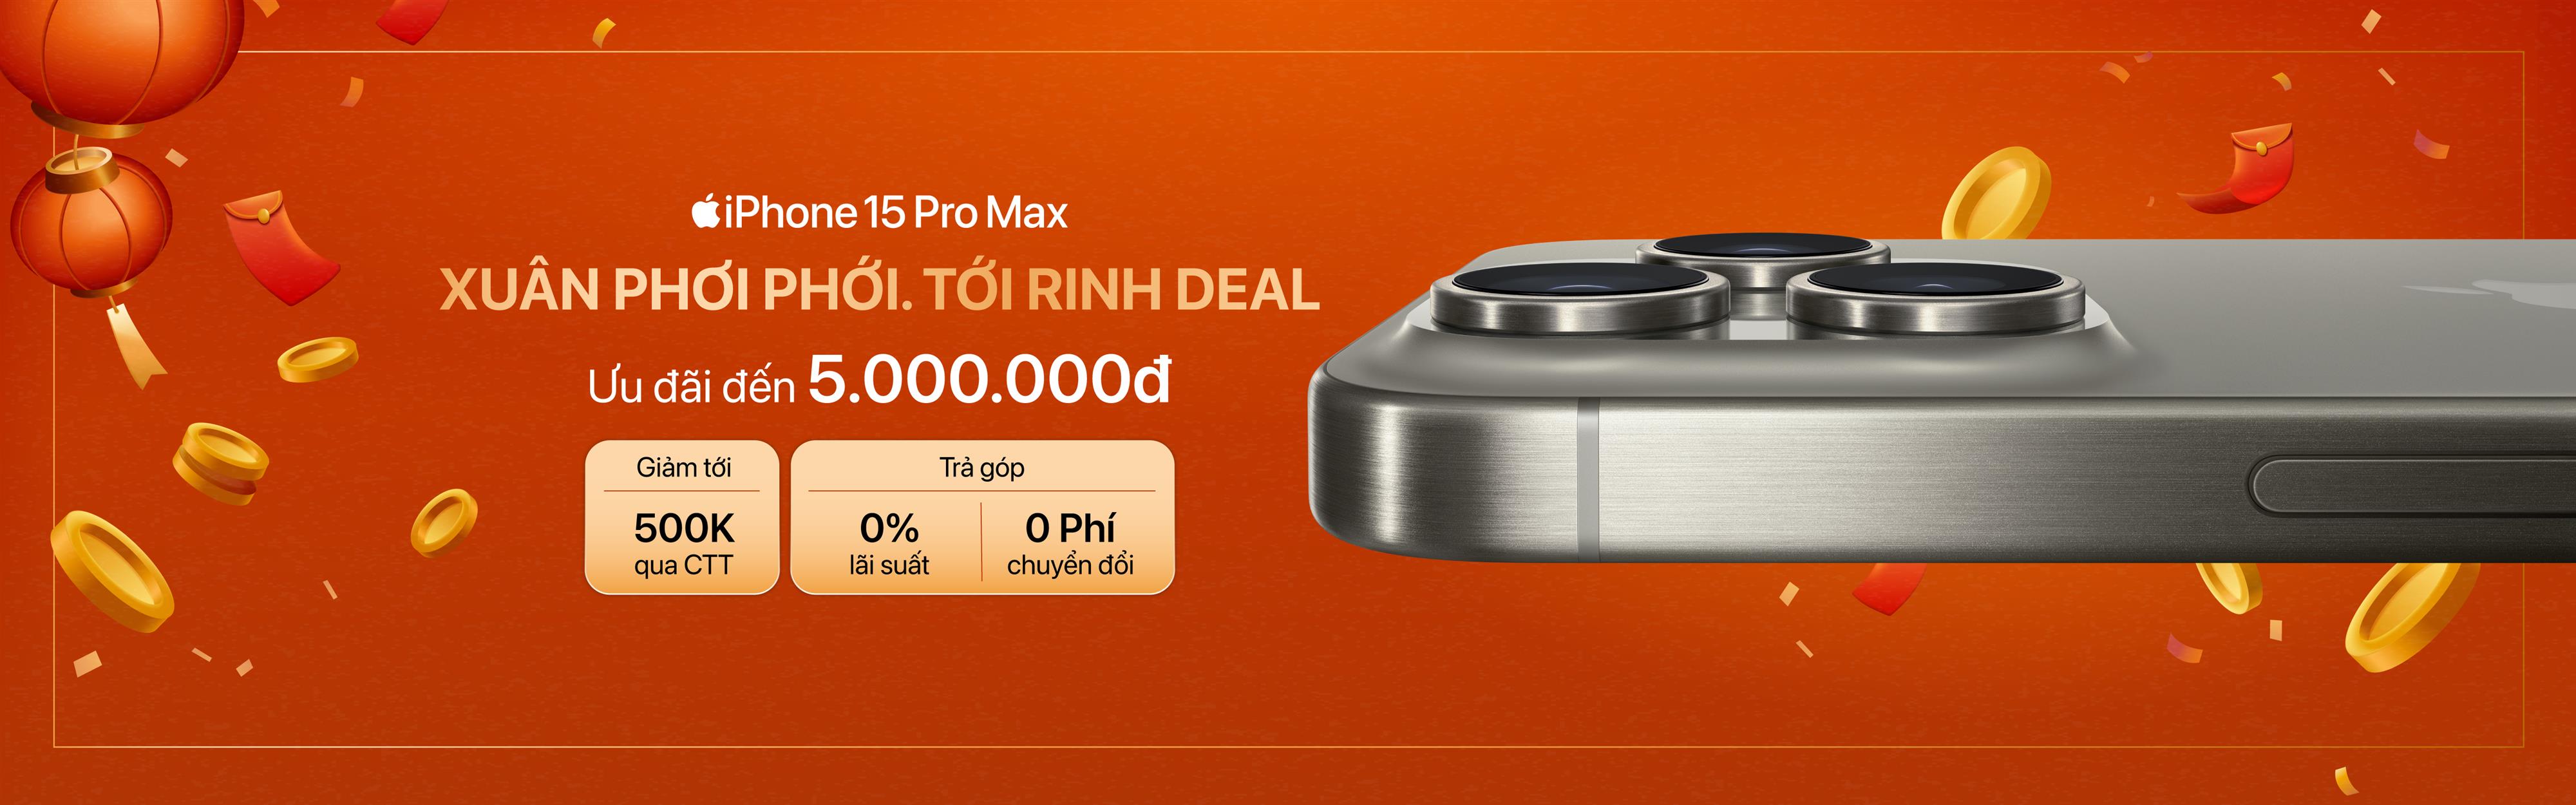 iPhone 15 Pro Max
XUÂN PHƠI PHỚI. TỚI RINH DEAL
Ưu đãi đến 5.000.000đ
Giảm tới
500K
qua CTT
Trả góp
0%
lãi suất
0 Phí
chuyển đổi